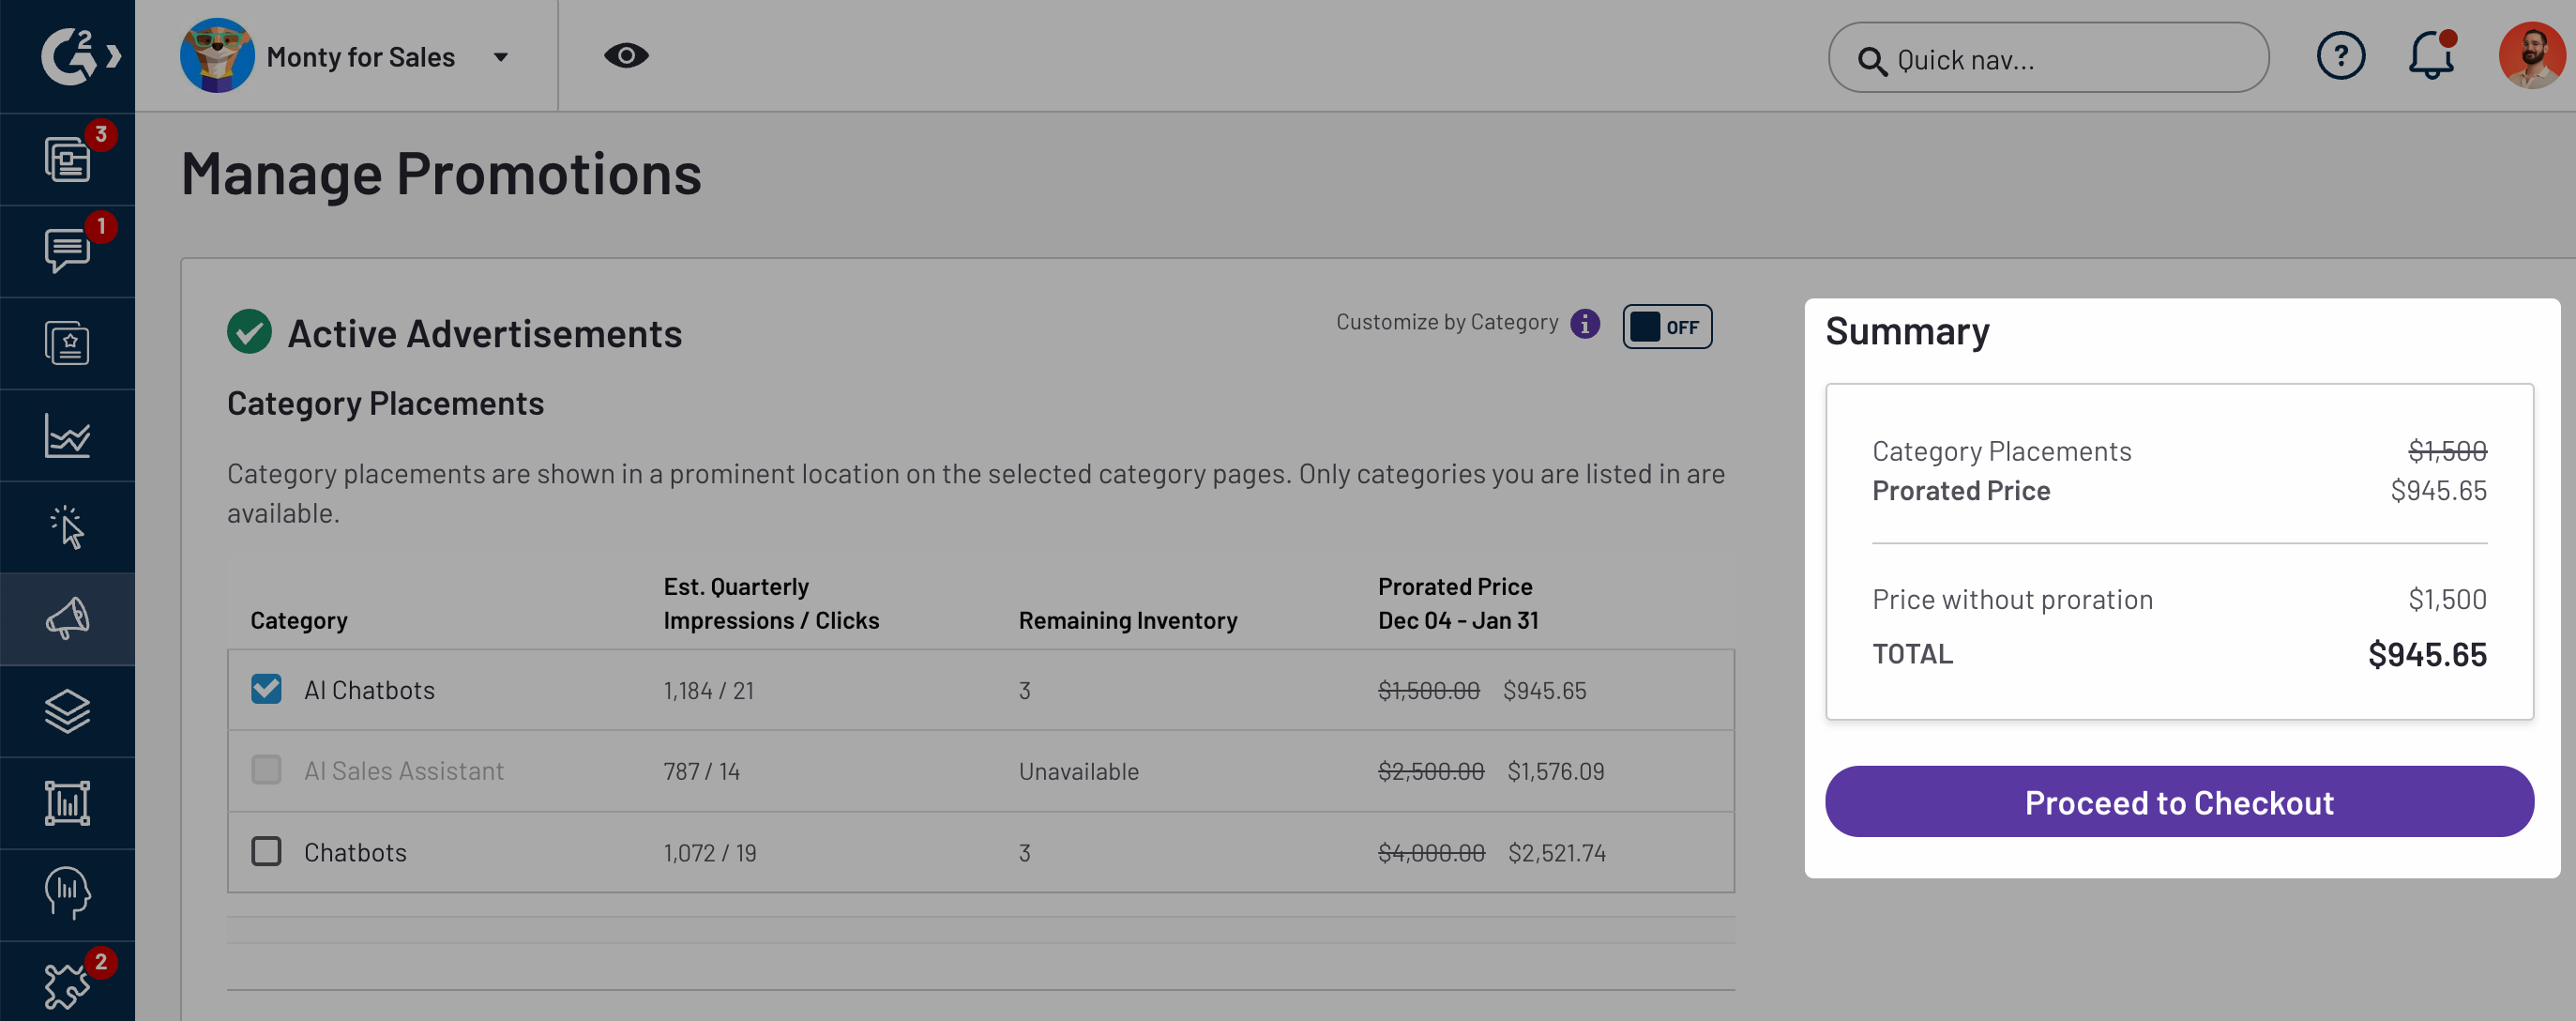 Monty for Sales
Quick nav...
?
3
1
2
Manage Promotions
Active Advertisements
Customize by Category i OFF
Category Placements
Category placements are shown in a prominent location on the selected category pages. Only categories you are listed in are
available.
Category
Est. Quarterly
Impressions / Clicks
Remaining Inventory
Prorated Price
Dec 04 - Jan 31
AI Chatbots 1,184 / 21 3 $1,500.00 $945.65
AI Sales Assistant 787 / 14 Unavailable $2,500.00 $1,576.09
Chatbots 1,072 / 19 3 $4,000.00 $2,521.74
Summary
Category Placements $1,500
Prorated Price $945.65
Price without proration $1,500
TOTAL $945.65
Proceed to Checkout